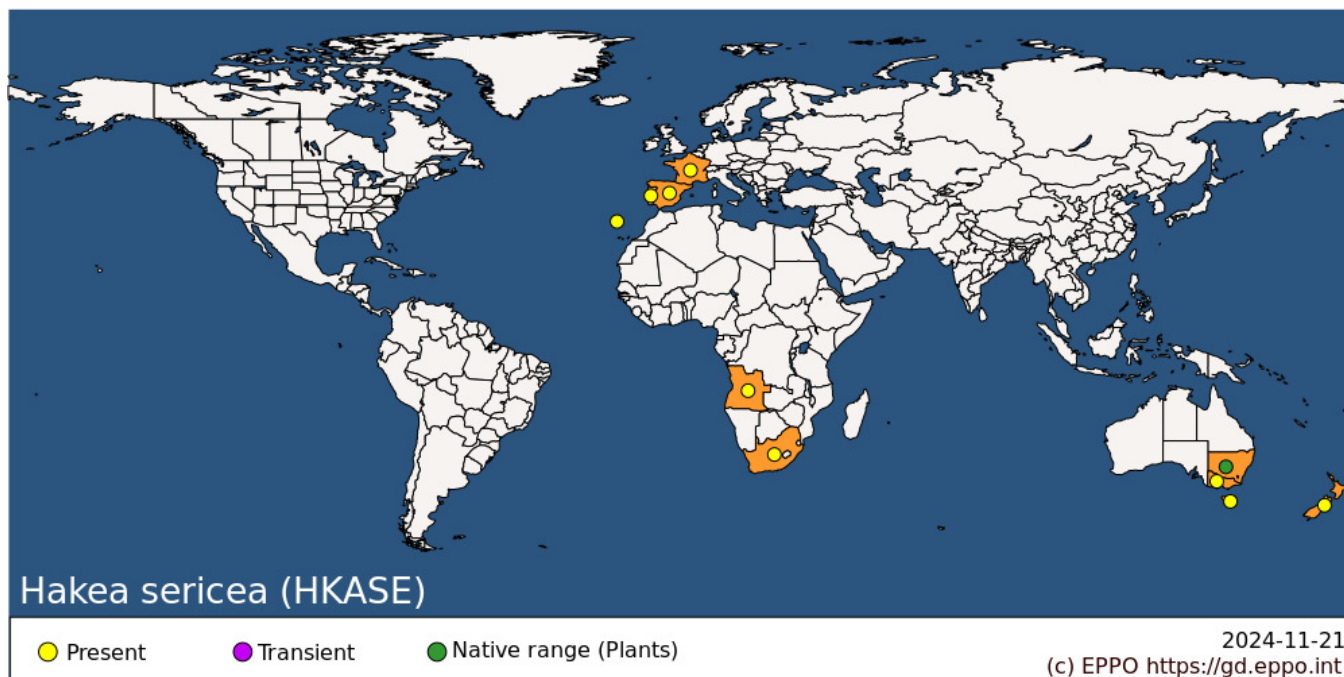 Hakea sericea (HKASE)
Present
Transient
Native range (Plants)
2024-11-21
(c) EPPO https://gd.eppo.int